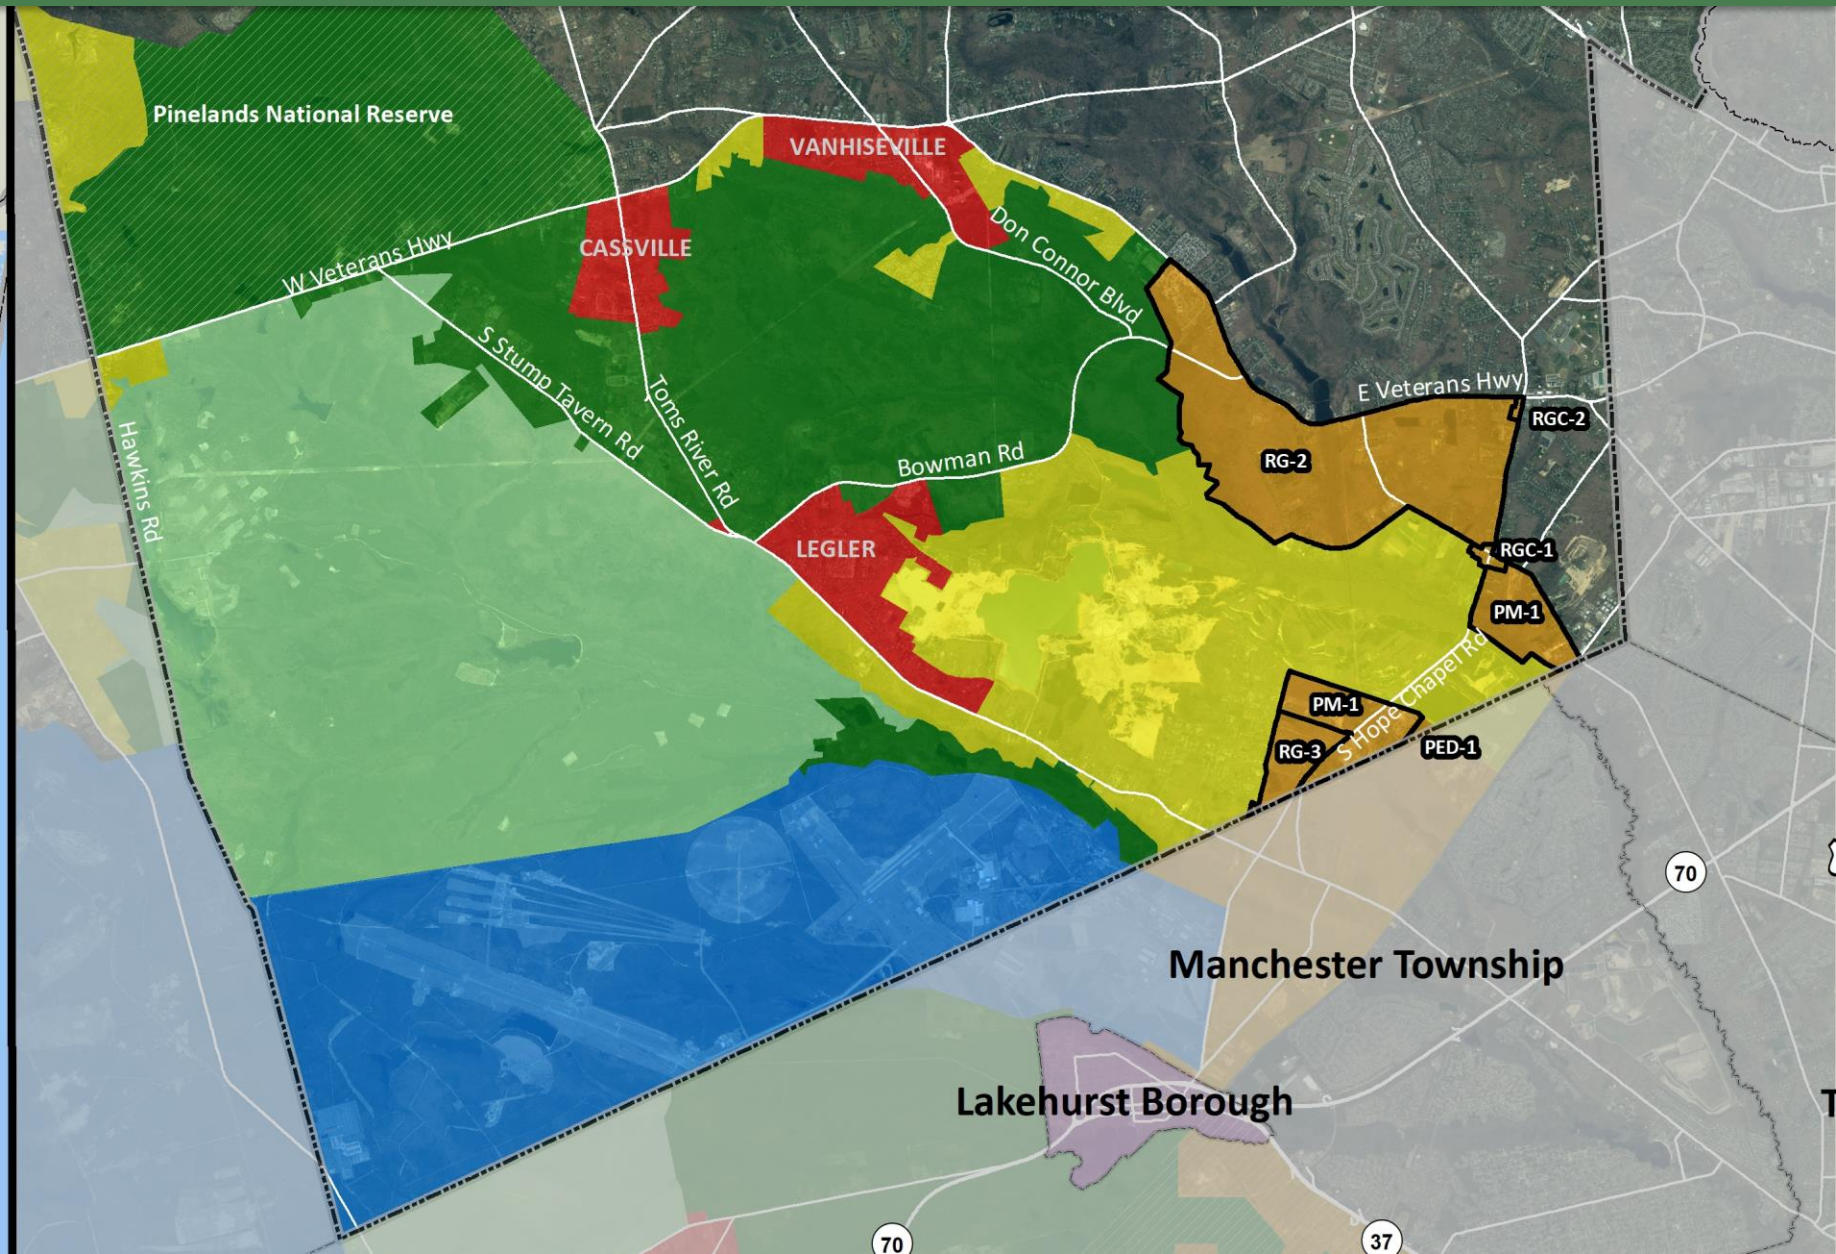 Pinelands National Reserve
VANHISEVILLE
CASSVILLE
W Veterans Hwy
Don Connor Blvd
S Stump Tavern Rd
Toms River Rd
E Veterans Hwy
RGC-2
Hawkins Rd
Bowman Rd
RG-2
LEGLER
RGC-1
PM-1
S Hope Chapel Rd
PM-1
RG-3
PED-1
70
Manchester Township
Lakehurst Borough
T
70
37